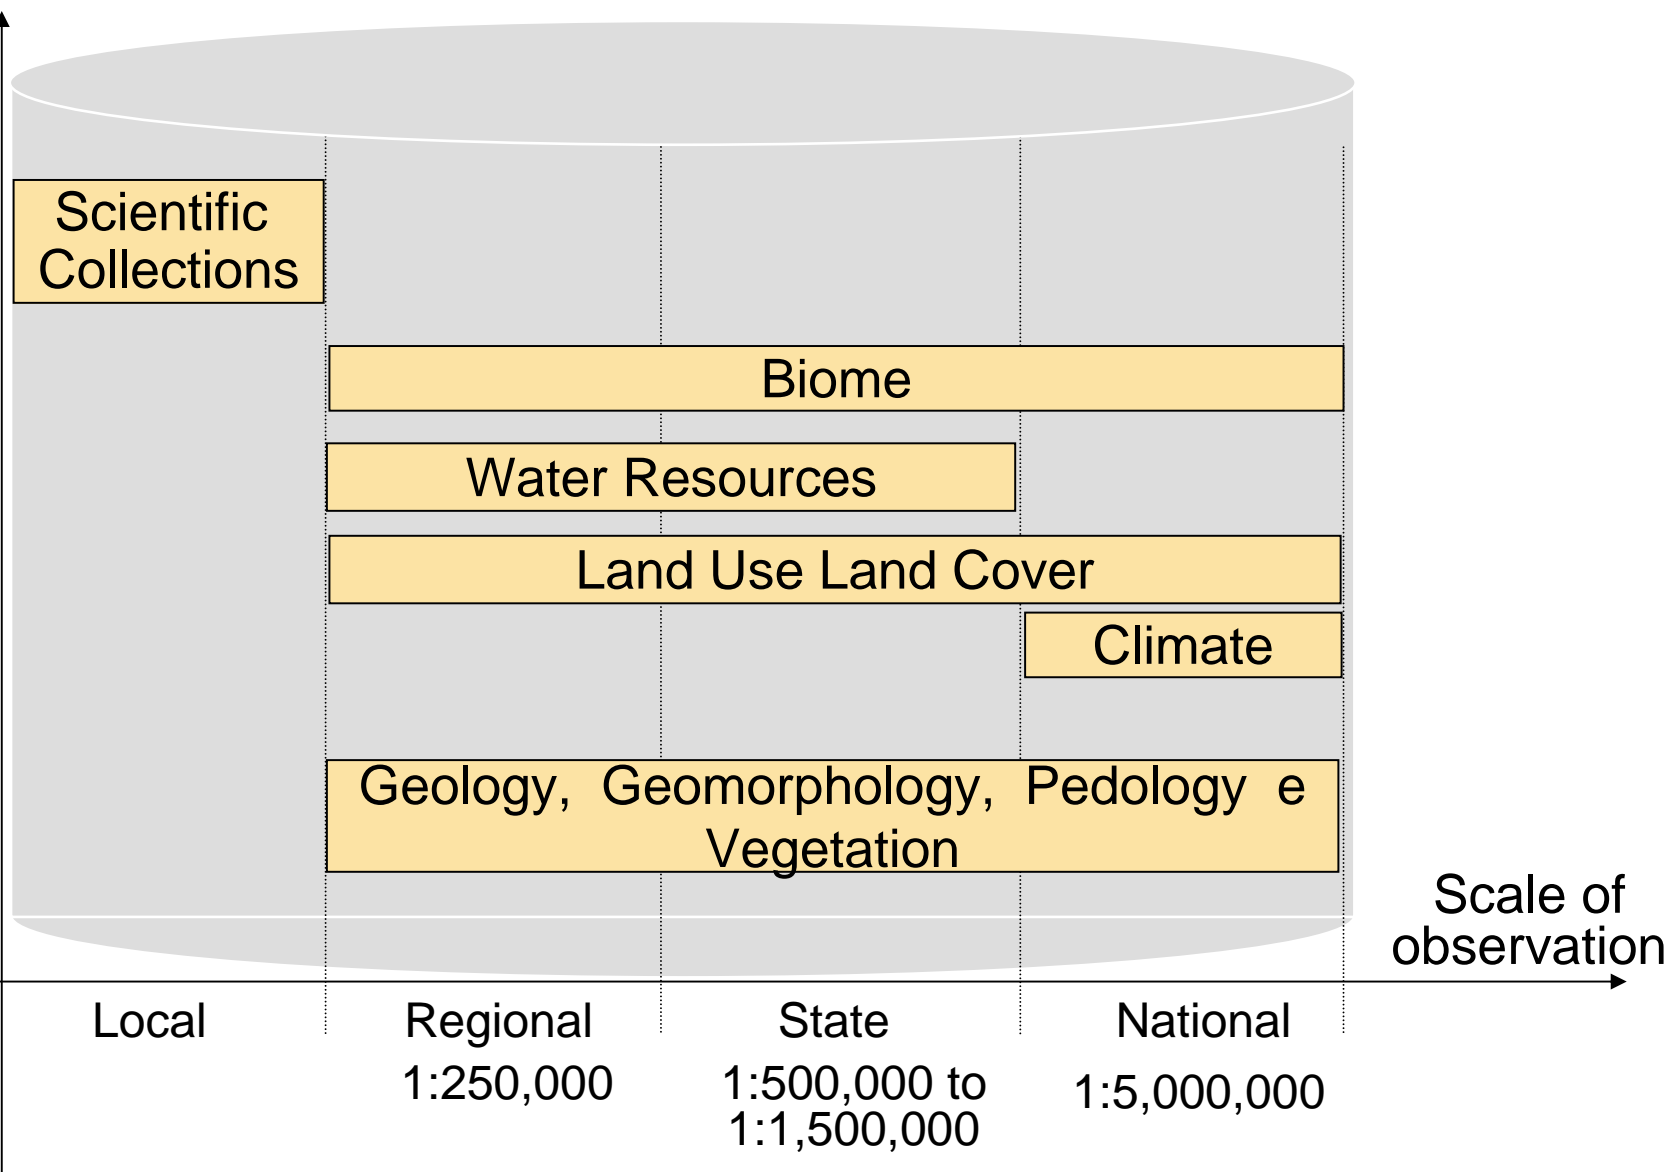 Scientific
Collections
Biome
Water Resources
Land Use Land Cover
Climate
Geology, Geomorphology, Pedology e
Vegetation
Scale of
observation
Local
Regional
State
National
1:250,000
1:500,000 to
1:1,500,000
1:5,000,000